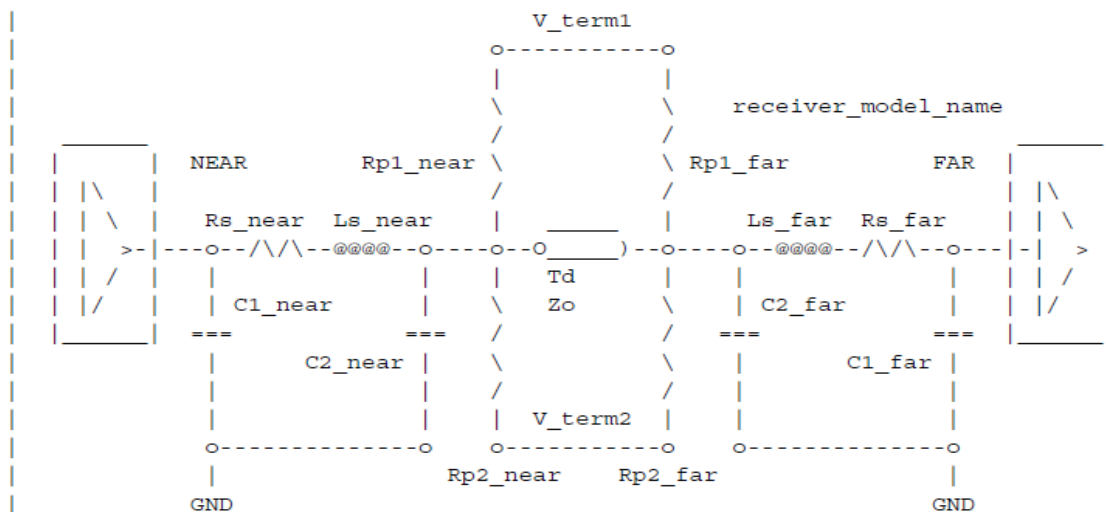 V_term1
receiver_model_name
NEAR Rp1_near Rp1_far FAR
Rs_near Ls_near Ls_far Rs_far
Td
C1_near Zo C2_far
C2_near C1_far
V_term2
Rp2_near Rp2_far
GND GND